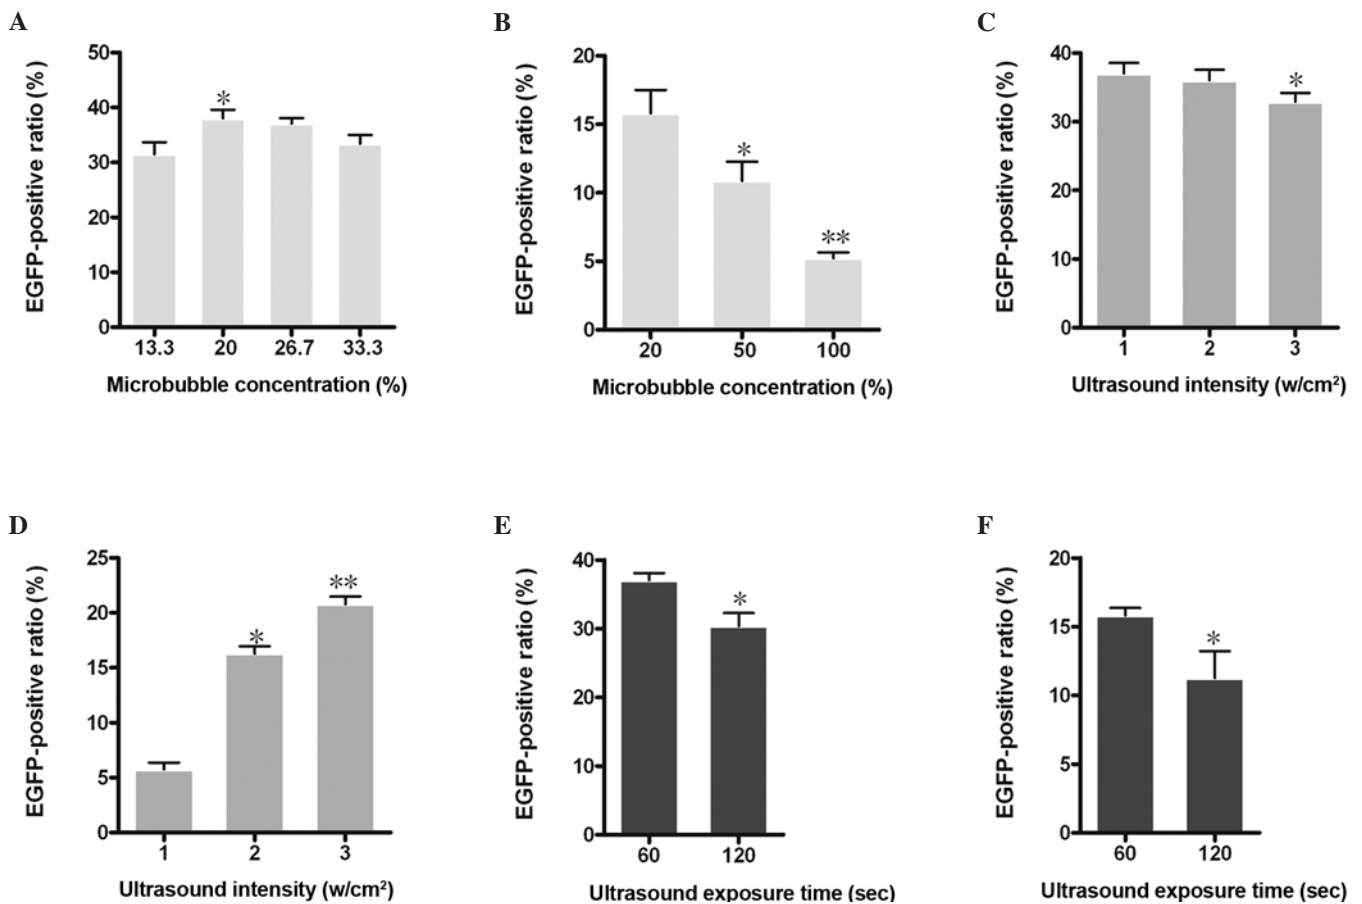 A
EGFP-positive ratio (%)
50
40
30
20
10
0
*
13.3 20 26.7 33.3
Microbubble concentration (%)
B
EGFP-positive ratio (%)
20
15
10
5
0
*
**
20 50 100
Microbubble concentration (%)
C
EGFP-positive ratio (%)
40
30
20
10
0
*
1 2 3
Ultrasound intensity (w/cm²)
D
EGFP-positive ratio (%)
25
20
15
10
5
0
*
**
1 2 3
Ultrasound intensity (w/cm²)
E
EGFP-positive ratio (%)
40
30
20
10
0
*
60 120
Ultrasound exposure time (sec)
F
EGFP-positive ratio (%)
20
15
10
5
0
*
60 120
Ultrasound exposure time (sec)